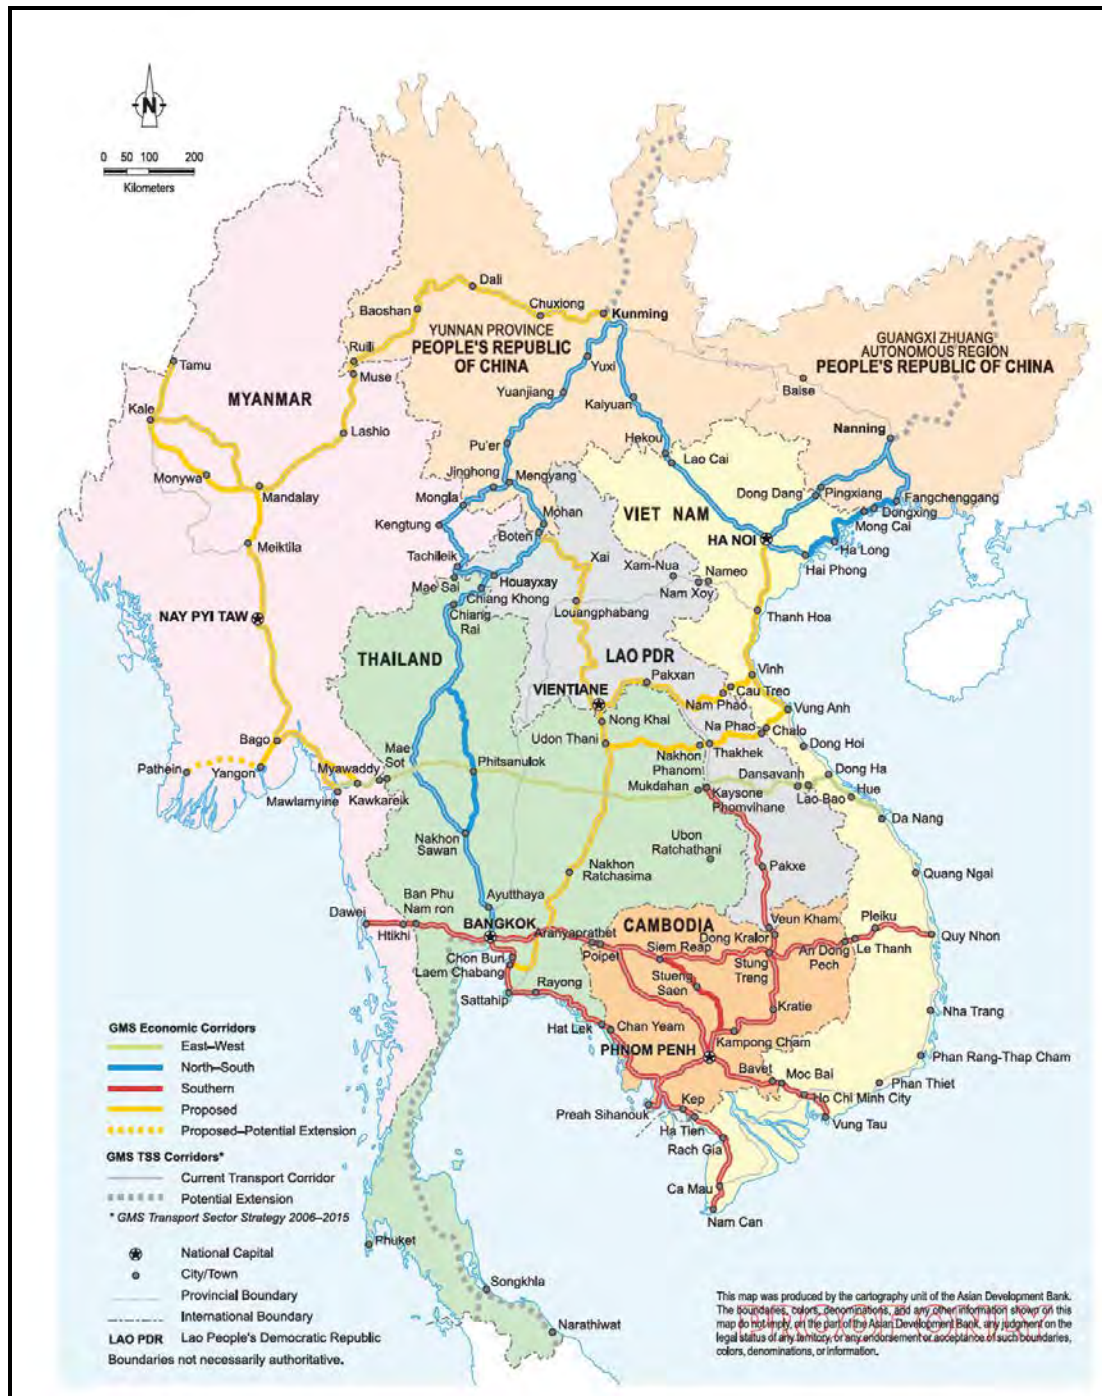 N
0 50 100 200
Kilometers
Dali
Baoshan
Chuxiong
Kunming
YUNNAN PROVINCE
PEOPLE'S REPUBLIC
OF CHINA
GUANGXI ZHUANG
AUTONOMOUS REGION
PEOPLE'S REPUBLIC OF CHINA
Ruili
Muse
Tamu
MYANMAR
Yuxi
Yuanjiang
Kaiyuan
Baise
Kale
Lashio
Pu'er
Hekou
Lao Cai
Nanning
Monywa
Mandalay
Jinghong
Mengyang
Mongla
Dong Dang
Pingxiang
Fangchenggang
Dongxing
Mong Cai
Kengtung
Mohan
VIET NAM
HA NOI
Meiktila
Boten
Ha Long
Tachileik
Xai
Xam-Nua
Nameo
Hai Phong
Mae Sai
Houayxay
Nam Xoy
Chiang Khong
Louangphabang
Chiang
Rai
Thanh Hoa
NAY PYI TAW
THAILAND
LAO PDR
Pakxan
Vinh
VIENTIANE
Cau Treo
Nam Phao
Vung Anh
Nong Khai
Na Phao
Chalo
Bago
Udon Thani
Thakhek
Dong Hoi
Mae
Sot
Nakhon
Phanom
Pathein
Yangon
Myawaddy
Phitsanulok
Dansavanh
Dong Ha
Mawlamyine
Kawkareik
Mukdahan
Kaysone
Phomvihane
Lao-Bao
Hue
Da Nang
Nakhon
Sawan
Ubon
Ratchathani
Nakhon
Ratchasima
Pakxe
Quang Ngai
Ban Phu
Nam ron
Ayutthaya
Dawei
Htikhi
BANGKOK
Aranyaprathet
CAMBODIA
Veun Kham
Pleiku
Dong Kralor
Siem Reap
Poipet
An Dong
Pech
Le Thanh
Quy Nhon
Chon Buri
Laem Chabang
Stueng
Saen
Stung
Treng
Rayong
Sattahip
Kratie
Nha Trang
Hat Lek
Chan Yeam
Kampong Cham
PHNOM PENH
Phan Rang-Thap Cham
Bavet
Moc Bai
Phan Thiet
Kep
Ho Chi Minh City
Preah Sihanouk
Vung Tau
Ha Tien
Rach Gia
Ca Mau
Nam Can
Phuket
Songkhla
Narathiwat
GMS Economic Corridors
East–West
North–South
Southern
Proposed
Proposed–Potential Extension
GMS TSS Corridors*
Current Transport Corridor
Potential Extension
* GMS Transport Sector Strategy 2006–2015
National Capital
City/Town
Provincial Boundary
International Boundary
LAO PDR Lao People's Democratic Republic
Boundaries not necessarily authoritative.
This map was produced by the cartography unit of the Asian Development Bank.
The boundaries, colors, denominations, and any other information shown on this
map do not imply, on the part of the Asian Development Bank, any judgment on the
legal status of any territory, or any endorsement or acceptance of such boundaries,
colors, denominations, or information.